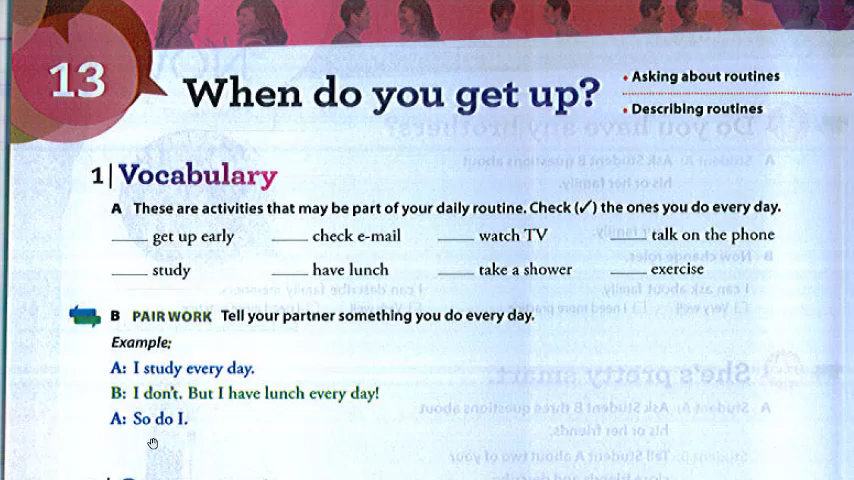 13
When do you get up?
• Asking about routines
• Describing routines
1 | Vocabulary
A These are activities that may be part of your daily routine. Check (✓) the ones you do every day.
____ get up early ____ check e-mail ____ watch TV ____ talk on the phone
____ study ____ have lunch ____ take a shower ____ exercise
B PAIR WORK Tell your partner something you do every day.
Example:
A: I study every day.
B: I don't. But I have lunch every day!
A: So do I.